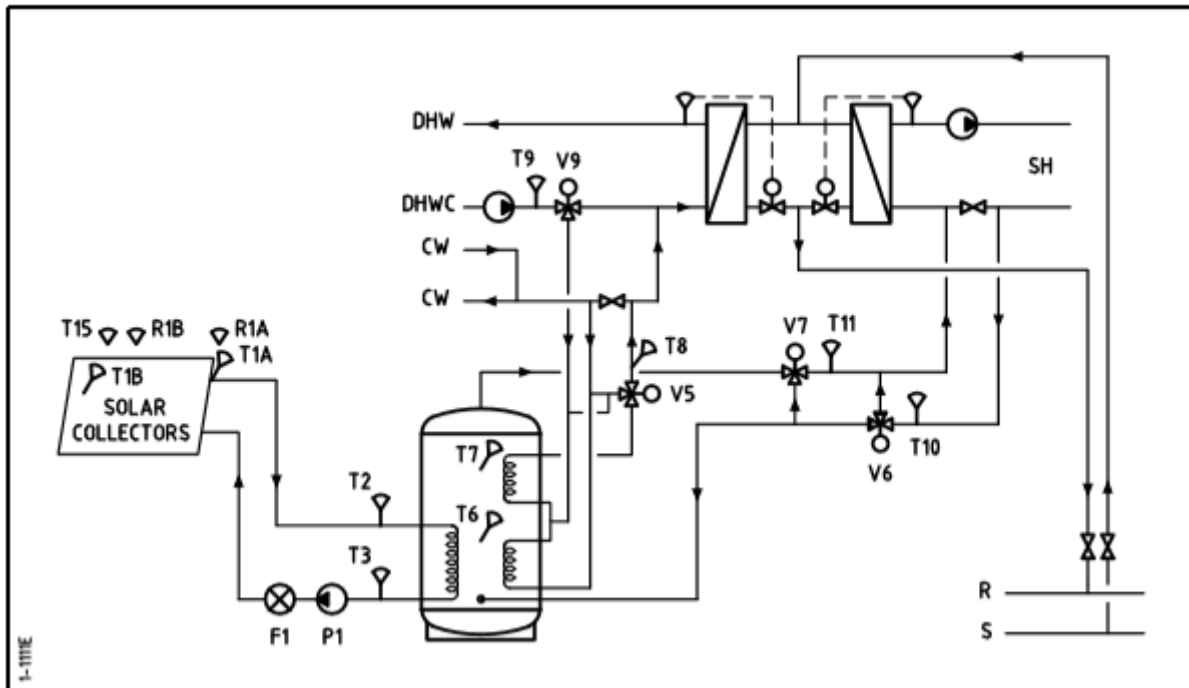 DHW
T9 V9
SH
DHWC
CW
CW
T15 R1B R1A
T1A
T1B
SOLAR
COLLECTORS
T8
V7 T11
V5
T7
T10
V6
T2
T6
T3
F1 P1
R
S
1-1111E